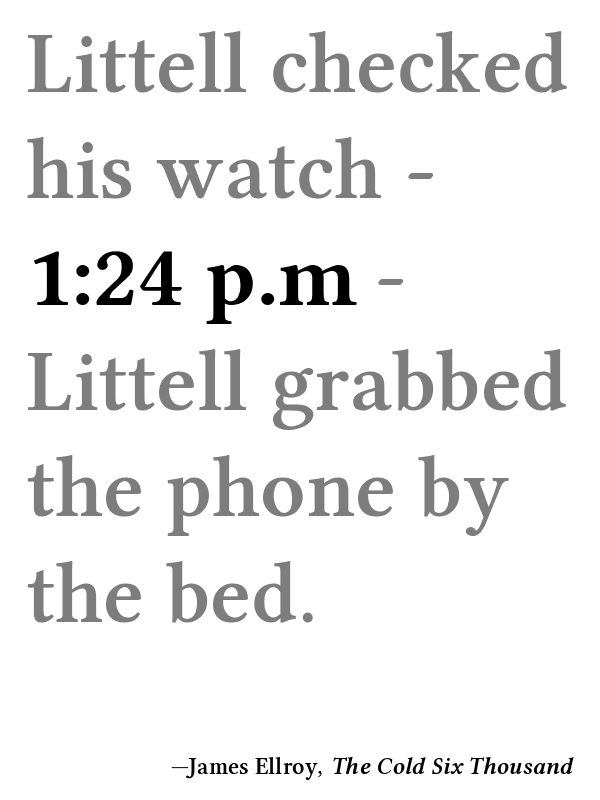 Littell checked
his watch -
1:24 p.m -
Littell grabbed
the phone by
the bed.
—James Ellroy, The Cold Six Thousand